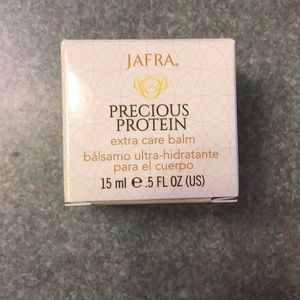 JAFRA®
PRECIOUS
PROTEIN
extra care balm
bálsamo ultra-hidratante
para el cuerpo
15 ml ℮ .5 FL OZ (US)